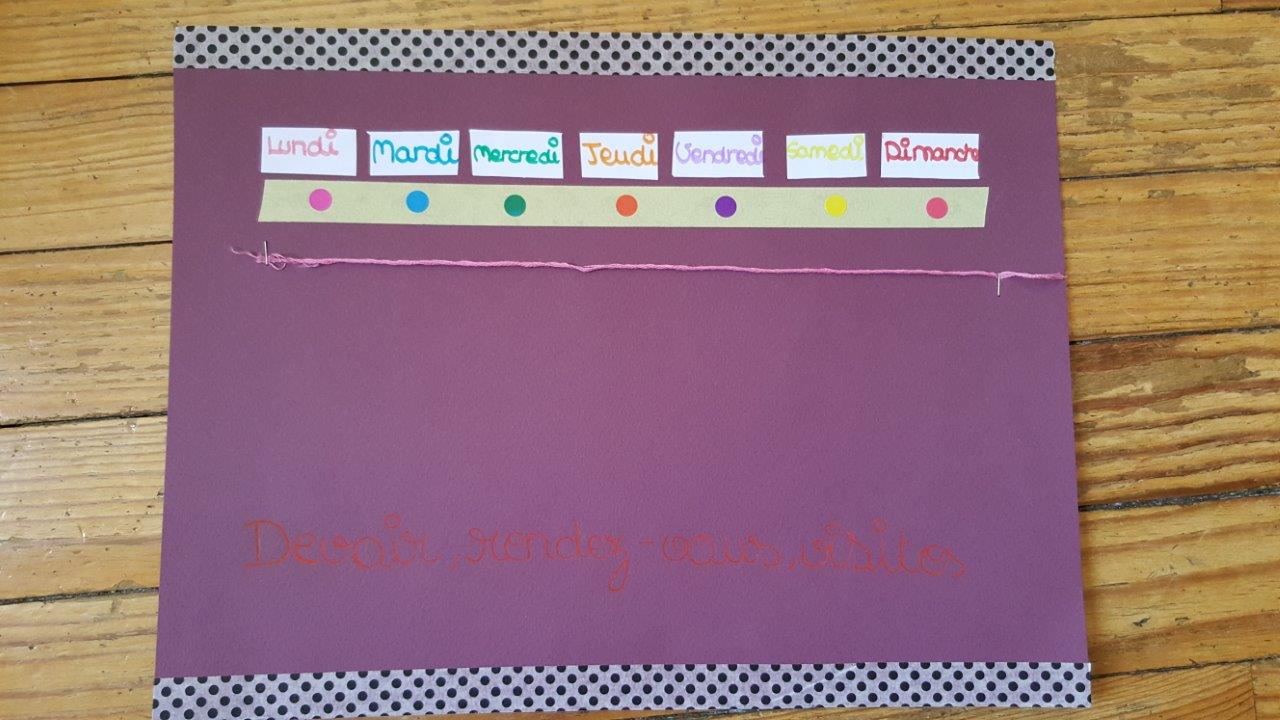 Lundi Mardi Mercredi Jeudi Vendredi Samedi Dimanche
Devoir, rendez-vous, visites